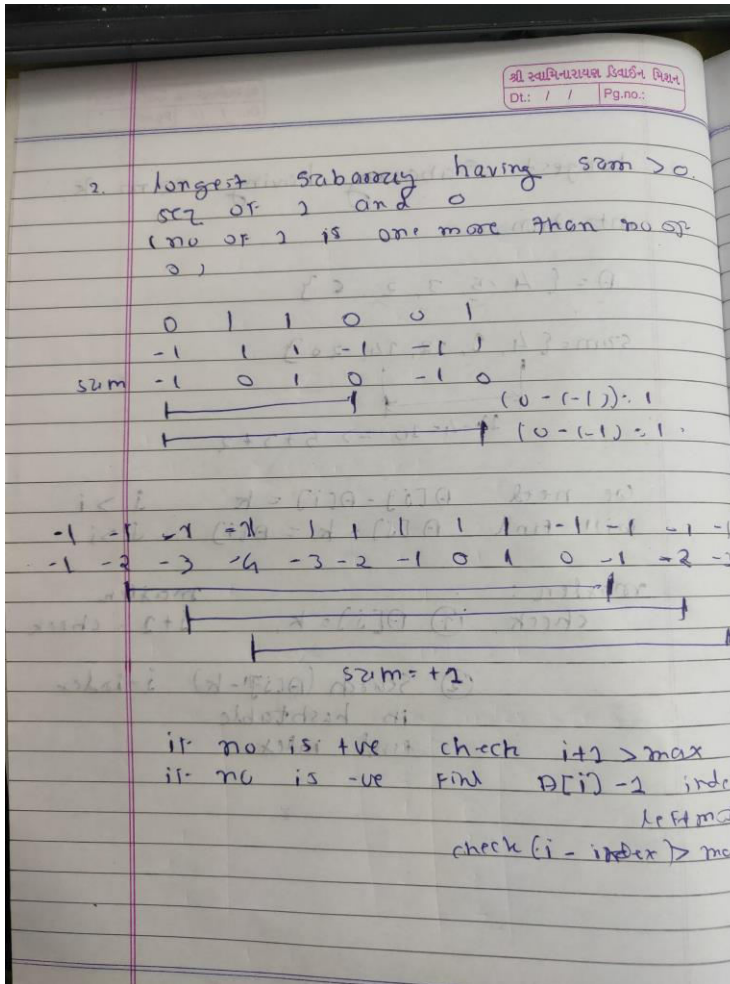 શ્રી સ્વામિનારાયણ ડિવાઈન મિશન
Dt.: / / Pg.no.:
2. longest subarray having sum > 0.
seq of 1 and 0
(no of 1 is one more than no of
0)
0 1 1 0 0 1
-1 1 1 -1 -1 1
sum -1 0 1 0 -1 0
(0-(-1)) = 1
(0-(-1) = 1.
-1 -1 -1 -1 1 1 1 1 1 -1 -1 -1 -1
-1 -2 -3 -4 -3 -2 -1 0 1 0 -1 -2 -3
sum = +1.
if no is +ve check i+1 > max
if no is -ve find A[i]-1 inde
leftmo
check (i - index) > ma